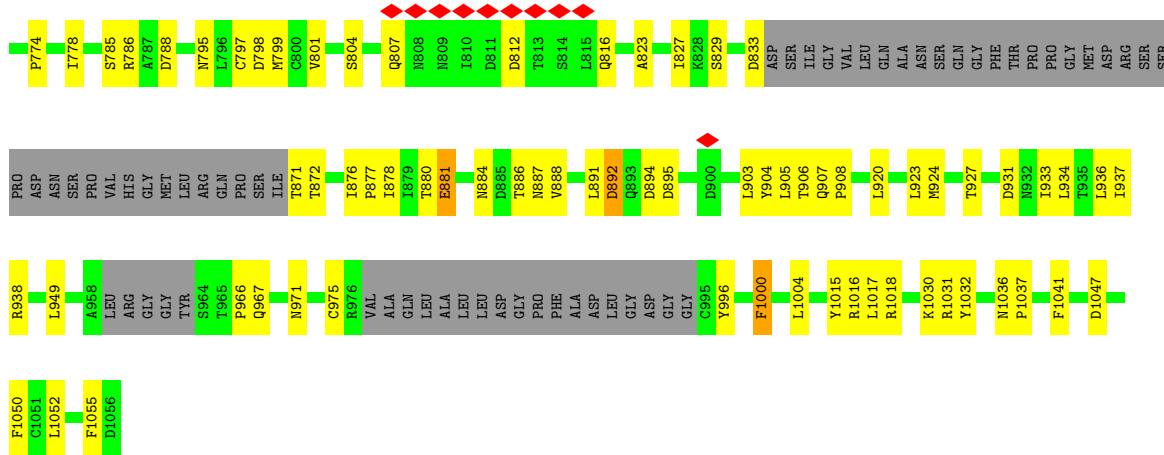 P774 I778 S785 R786 A787 D788 N795 L796 C797 D798 M799 C800 V801 S804 Q807 N808 N809 I810 D811 D812 T813 S814 L815 Q816 A823 I827 K828 S829 D833 ASP SER ILE GLY VAL LEU GLY ALA ASN SER GLN GLY PHE THR PRO PRO GLY MET ASP ARG SER SER
PRO ASP ASN SER PRO VAL HIS GLY MET LEU ARG GLN PRO SER ILE T871 T872 I876 P877 I878 I879 T880 E881 N884 D885 T886 N887 V888 L891 D892 Q893 D894 D895 D900 L903 Y904 L905 T906 Q907 P908 L920 L923 M924 T927 D931 N932 I933 L934 T935 L936 I937
R938 L949 A958 LEU ARG GLY GLY TYR S964 T965 P966 Q967 N971 C975 R976 VAL ALA GLN LEU ALA LEU LEU ASP GLY PRO PHE ALA ASP LEU GLY ASP GLY GLY C995 Y996 F1000 L1004 Y1015 R1016 L1017 R1018 K1030 R1031 Y1032 N1036 P1037 F1041 D1047
F1050 C1051 L1052 F1055 D1056